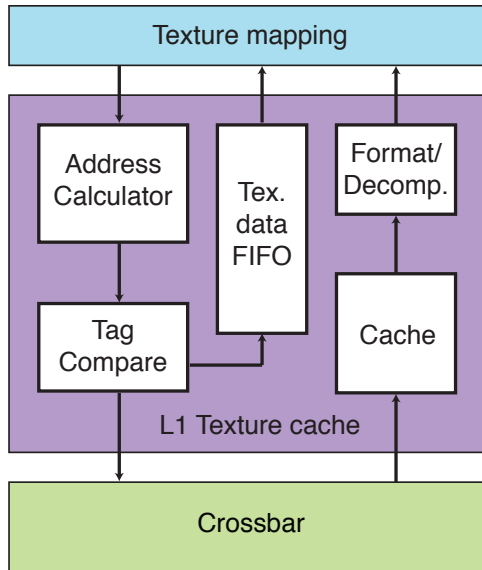 Texture mapping
Address
Calculator
Tex.
data
FIFO
Format/
Decomp.
Tag
Compare
Cache
L1 Texture cache
Crossbar